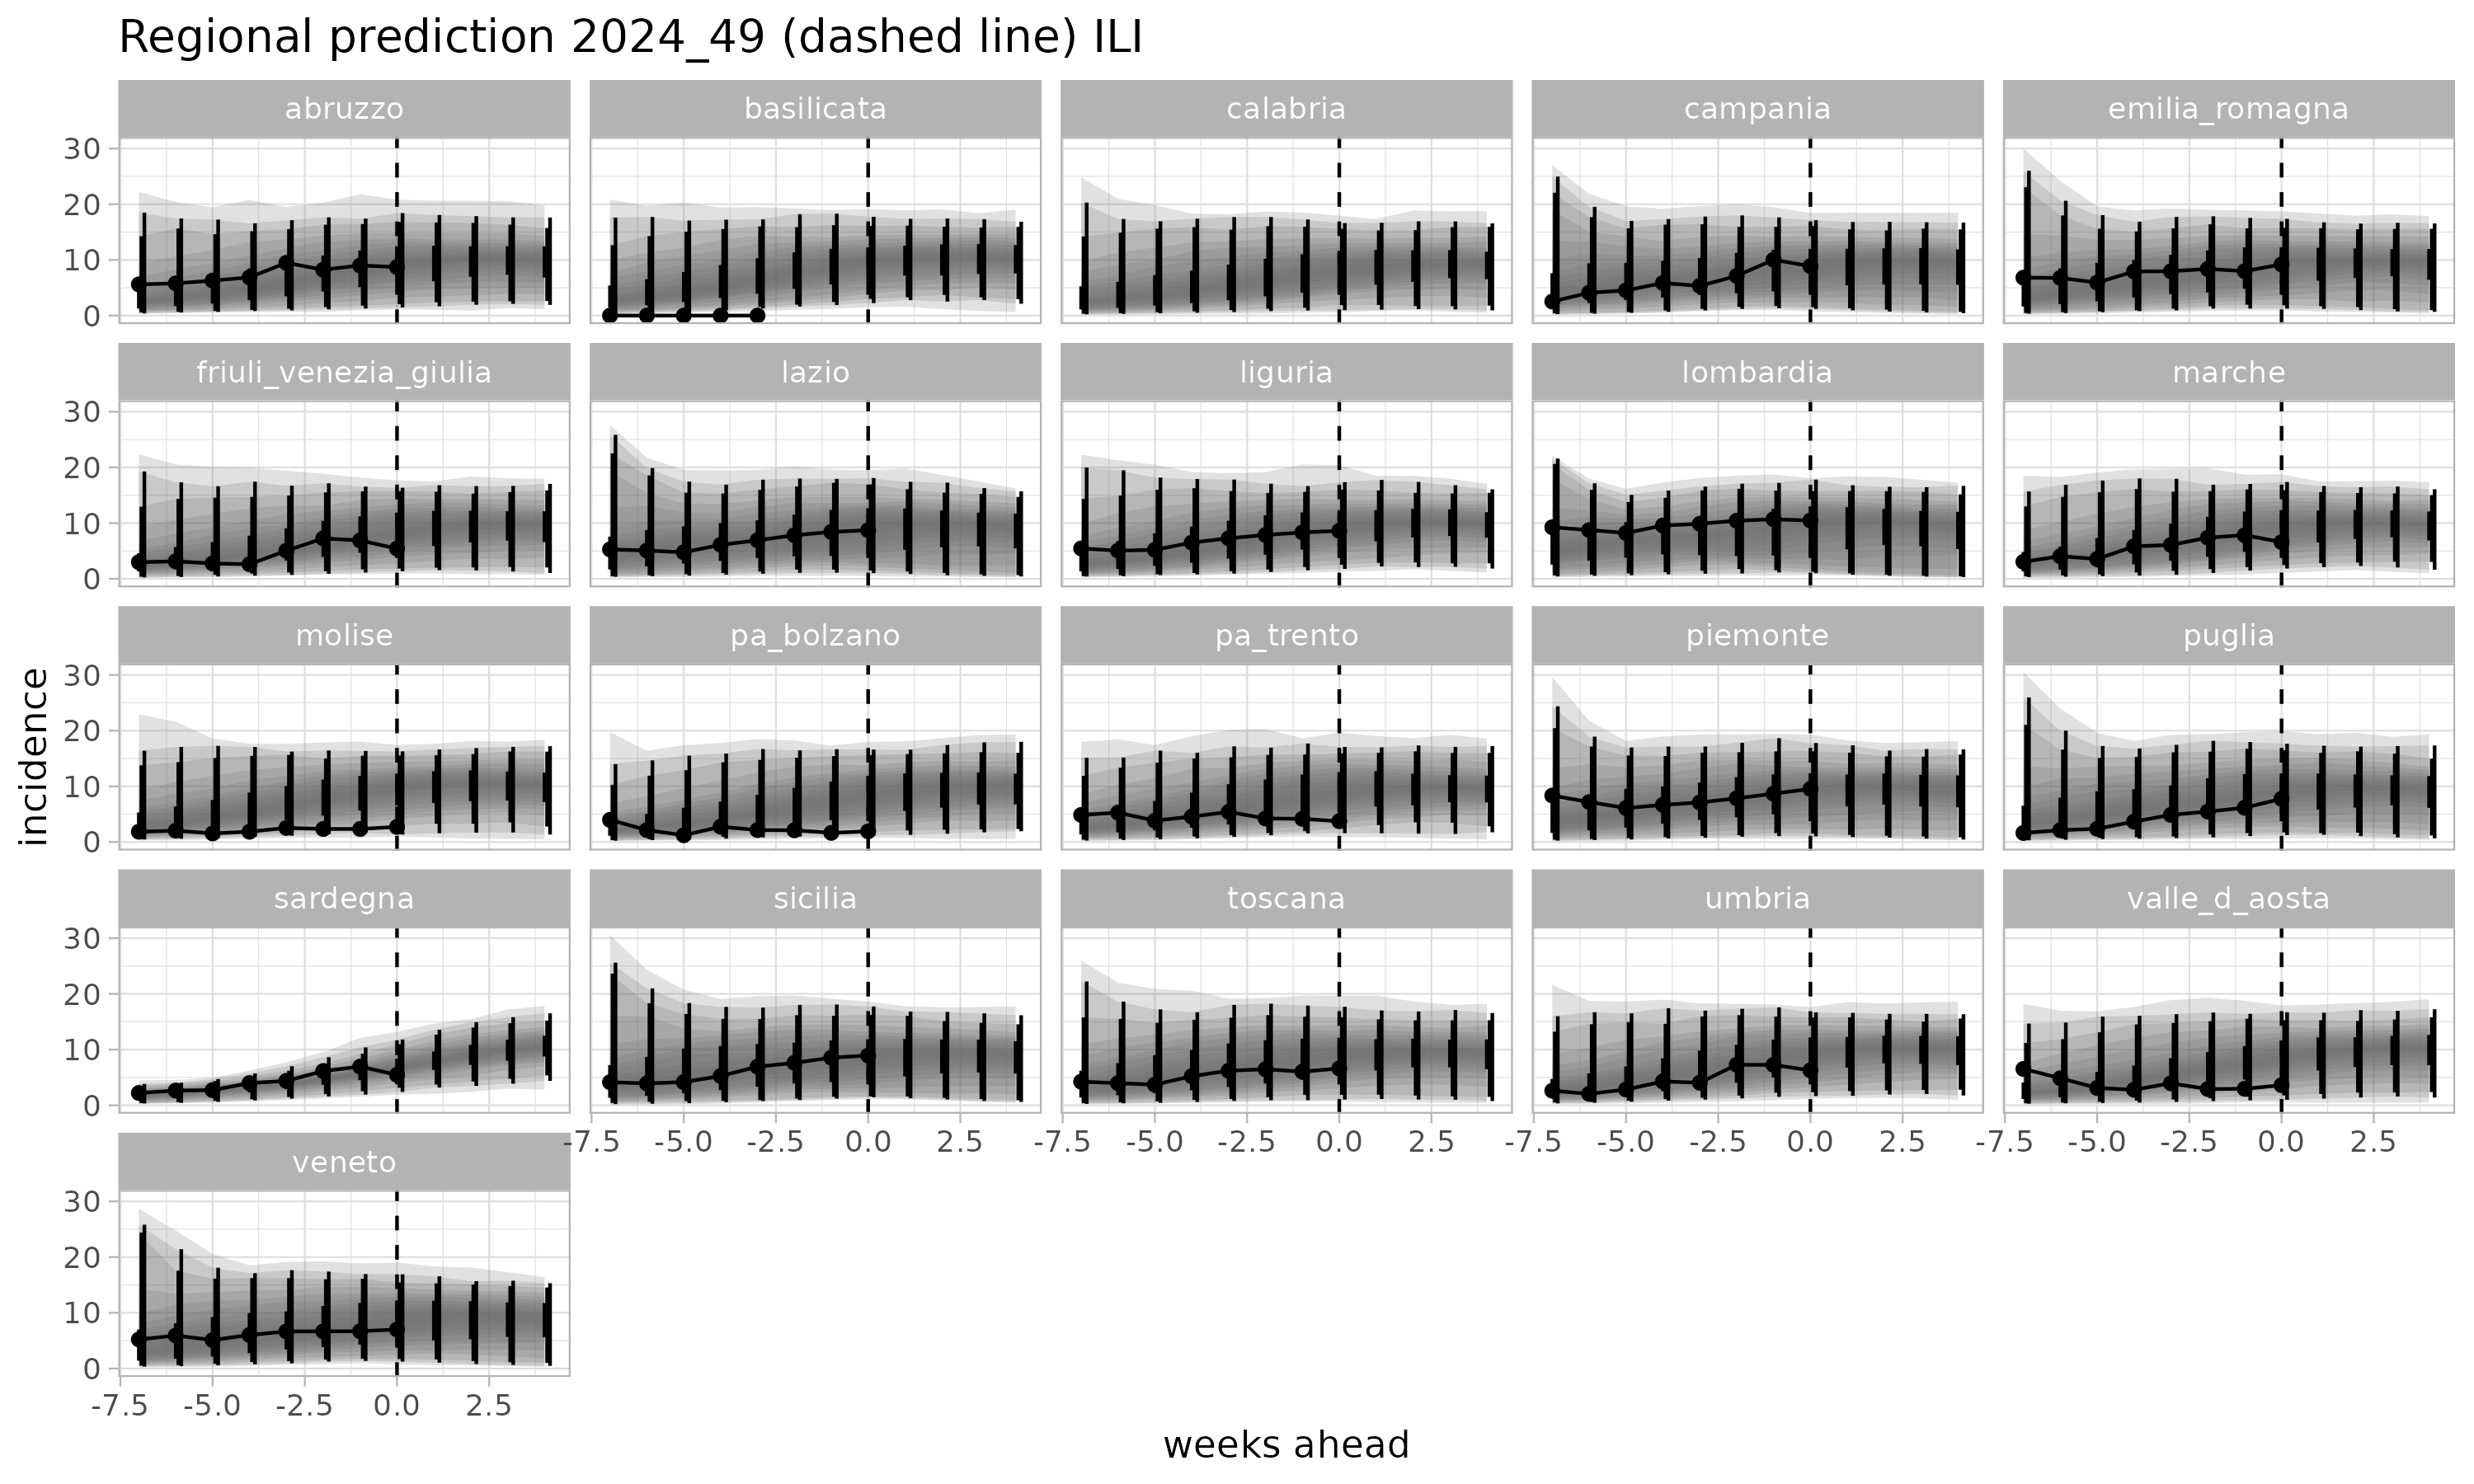 Regional prediction 2024_49 (dashed line) ILI
abruzzo basilicata calabria campania emilia_romagna
30
20
10
0
friuli_venezia_giulia lazio liguria lombardia marche
30
20
10
0
molise pa_bolzano pa_trento piemonte puglia
30
20
10
0
incidence
sardegna sicilia toscana umbria valle_d_aosta
30
20
10
0
-7.5 -5.0 -2.5 0.0 2.5 -7.5 -5.0 -2.5 0.0 2.5 -7.5 -5.0 -2.5 0.0 2.5 -7.5 -5.0 -2.5 0.0 2.5
veneto
30
20
10
0
-7.5 -5.0 -2.5 0.0 2.5
weeks ahead